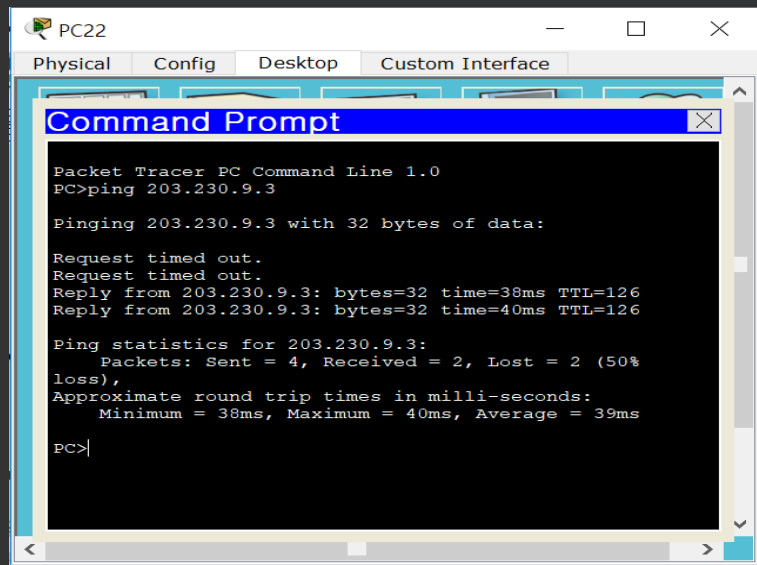 PC22
Physical Config Desktop Custom Interface
Command Prompt
Packet Tracer PC Command Line 1.0
PC>ping 203.230.9.3
Pinging 203.230.9.3 with 32 bytes of data:
Request timed out.
Request timed out.
Reply from 203.230.9.3: bytes=32 time=38ms TTL=126
Reply from 203.230.9.3: bytes=32 time=40ms TTL=126
Ping statistics for 203.230.9.3:
Packets: Sent = 4, Received = 2, Lost = 2 (50%
loss),
Approximate round trip times in milli-seconds:
Minimum = 38ms, Maximum = 40ms, Average = 39ms
PC>